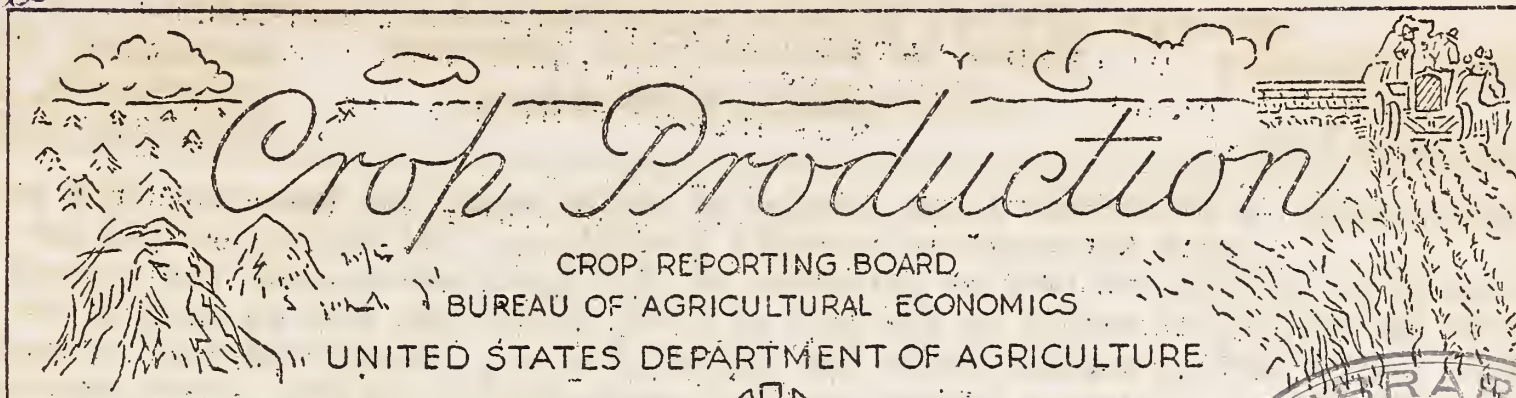 Crop Production
CROP REPORTING BOARD
BUREAU OF AGRICULTURAL ECONOMICS
UNITED STATES DEPARTMENT OF AGRICULTURE